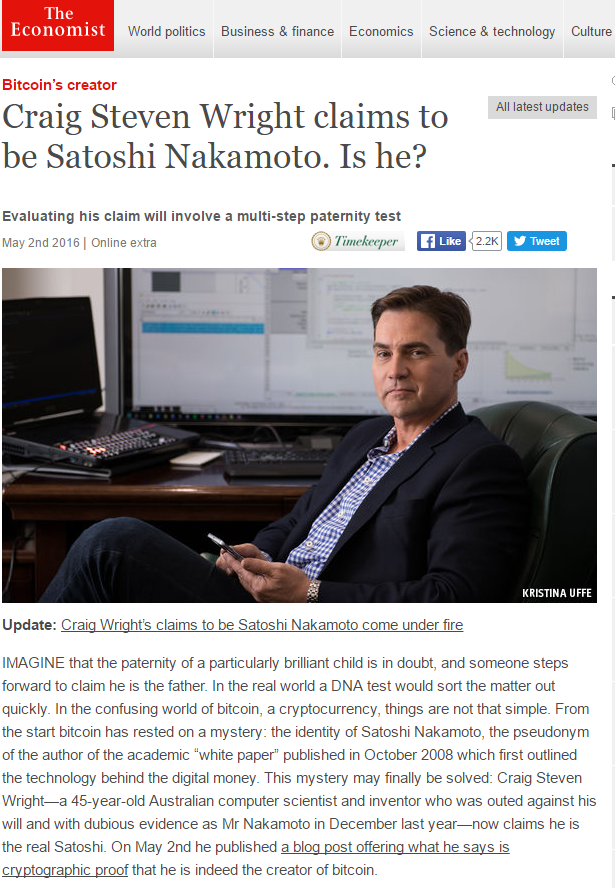 The
Economist
World politics
Business & finance
Economics
Science & technology
Culture
Bitcoin's creator
Craig Steven Wright claims to
be Satoshi Nakamoto. Is he?
All latest updates
Evaluating his claim will involve a multi-step paternity test
May 2nd 2016 | Online extra
Timekeeper
Like
2.2K
Tweet
KRISTINA UFFE
Update: Craig Wright's claims to be Satoshi Nakamoto come under fire
IMAGINE that the paternity of a particularly brilliant child is in doubt, and someone steps
forward to claim he is the father. In the real world a DNA test would sort the matter out
quickly. In the confusing world of bitcoin, a cryptocurrency, things are not that simple. From
the start bitcoin has rested on a mystery: the identity of Satoshi Nakamoto, the pseudonym
of the author of the academic “white paper” published in October 2008 which first outlined
the technology behind the digital money. This mystery may finally be solved: Craig Steven
Wright—a 45-year-old Australian computer scientist and inventor who was outed against his
will and with dubious evidence as Mr Nakamoto in December last year—now claims he is
the real Satoshi. On May 2nd he published a blog post offering what he says is
cryptographic proof that he is indeed the creator of bitcoin.